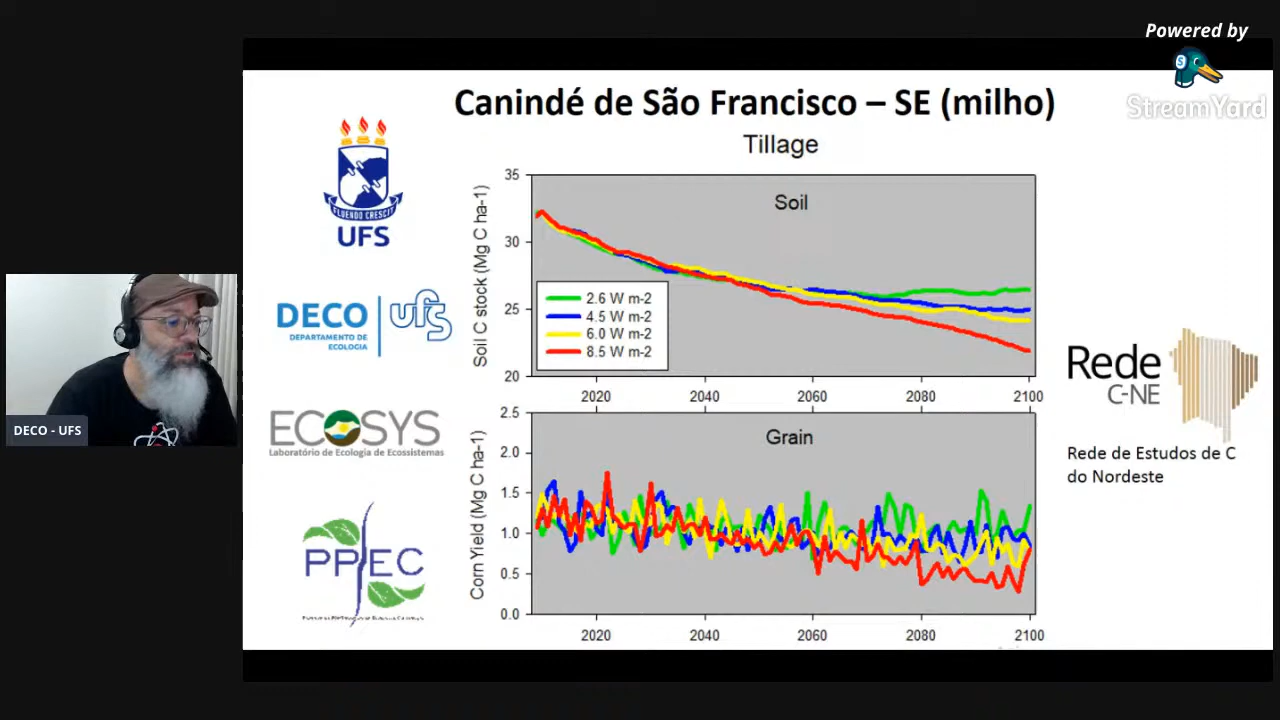 Powered by
StreamYard
Canindé de São Francisco – SE (milho)
Tillage
FLUENDO CRESCIT
UFS
DECO
DEPARTAMENTO DE
ECOLOGIA
ufs
ECOSYS
Laboratório de Ecologia de Ecossistemas
PPEC
DECO - UFS
Soil C stock (Mg C ha-1)
35
30
25
20
Soil
2.6 W m-2
4.5 W m-2
6.0 W m-2
8.5 W m-2
2020 2040 2060 2080 2100
Corn Yield (Mg C ha-1)
2.5
2.0
1.5
1.0
0.5
0.0
Grain
2020 2040 2060 2080 2100
Rede
C-NE
Rede de Estudos de C
do Nordeste